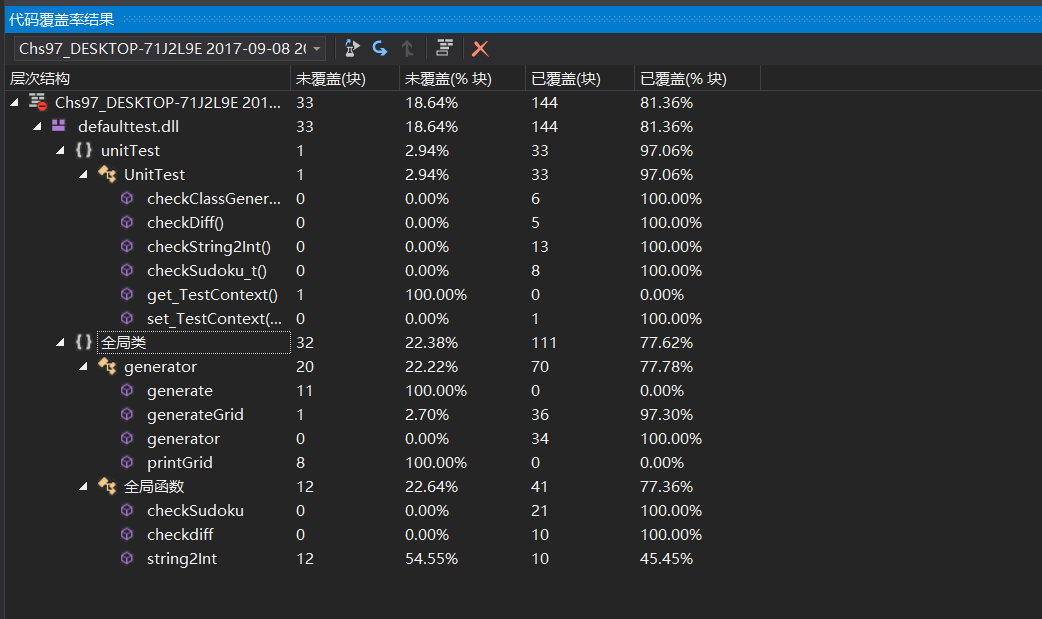 代码覆盖率结果
Chs97_DESKTOP-71J2L9E 2017-09-08 2
层次结构 未覆盖(块) 未覆盖(% 块) 已覆盖(块) 已覆盖(% 块)
Chs97_DESKTOP-71J2L9E 201... 33 18.64% 144 81.36%
defaulttest.dll 33 18.64% 144 81.36%
{} unitTest 1 2.94% 33 97.06%
UnitTest 1 2.94% 33 97.06%
checkClassGener... 0 0.00% 6 100.00%
checkDiff() 0 0.00% 5 100.00%
checkString2Int() 0 0.00% 13 100.00%
checkSudoku_t() 0 0.00% 8 100.00%
get_TestContext() 1 100.00% 0 0.00%
set_TestContext(... 0 0.00% 1 100.00%
{} 全局类 32 22.38% 111 77.62%
generator 20 22.22% 70 77.78%
generate 11 100.00% 0 0.00%
generateGrid 1 2.70% 36 97.30%
generator 0 0.00% 34 100.00%
printGrid 8 100.00% 0 0.00%
全局函数 12 22.64% 41 77.36%
checkSudoku 0 0.00% 21 100.00%
checkdiff 0 0.00% 10 100.00%
string2Int 12 54.55% 10 45.45%